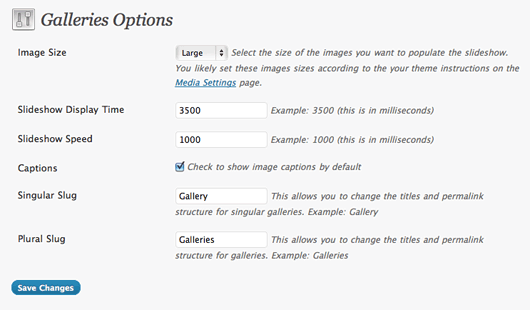 Galleries Options
Image Size
Large Select the size of the images you want to populate the slideshow.
You likely set these images sizes according to the your theme instructions on the
Media Settings page.
Slideshow Display Time
3500 Example: 3500 (this is in milliseconds)
Slideshow Speed
1000 Example: 1000 (this is in milliseconds)
Captions
Check to show image captions by default
Singular Slug
Gallery This allows you to change the titles and permalink
structure for singular galleries. Example: Gallery
Plural Slug
Galleries This allows you to change the titles and permalink
structure for galleries. Example: Galleries
Save Changes